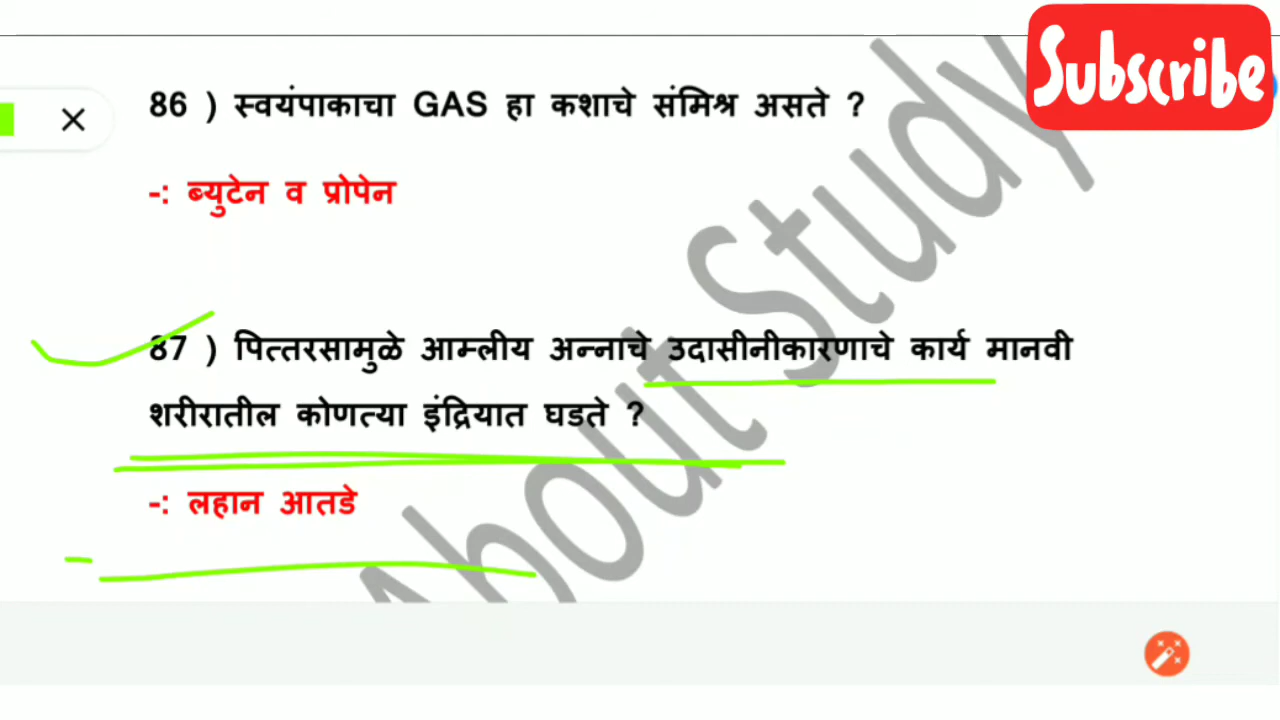 Subscribe
86 ) स्वयंपाकाचा GAS हा कशाचे संमिश्र असते ?
-: ब्युटेन व प्रोपेन
87 ) पित्तरसामुळे आम्लीय अन्नाचे उदासीनीकारणाचे कार्य मानवी
शरीरातील कोणत्या इंद्रियात घडते ?
-: लहान आतडे
About Study